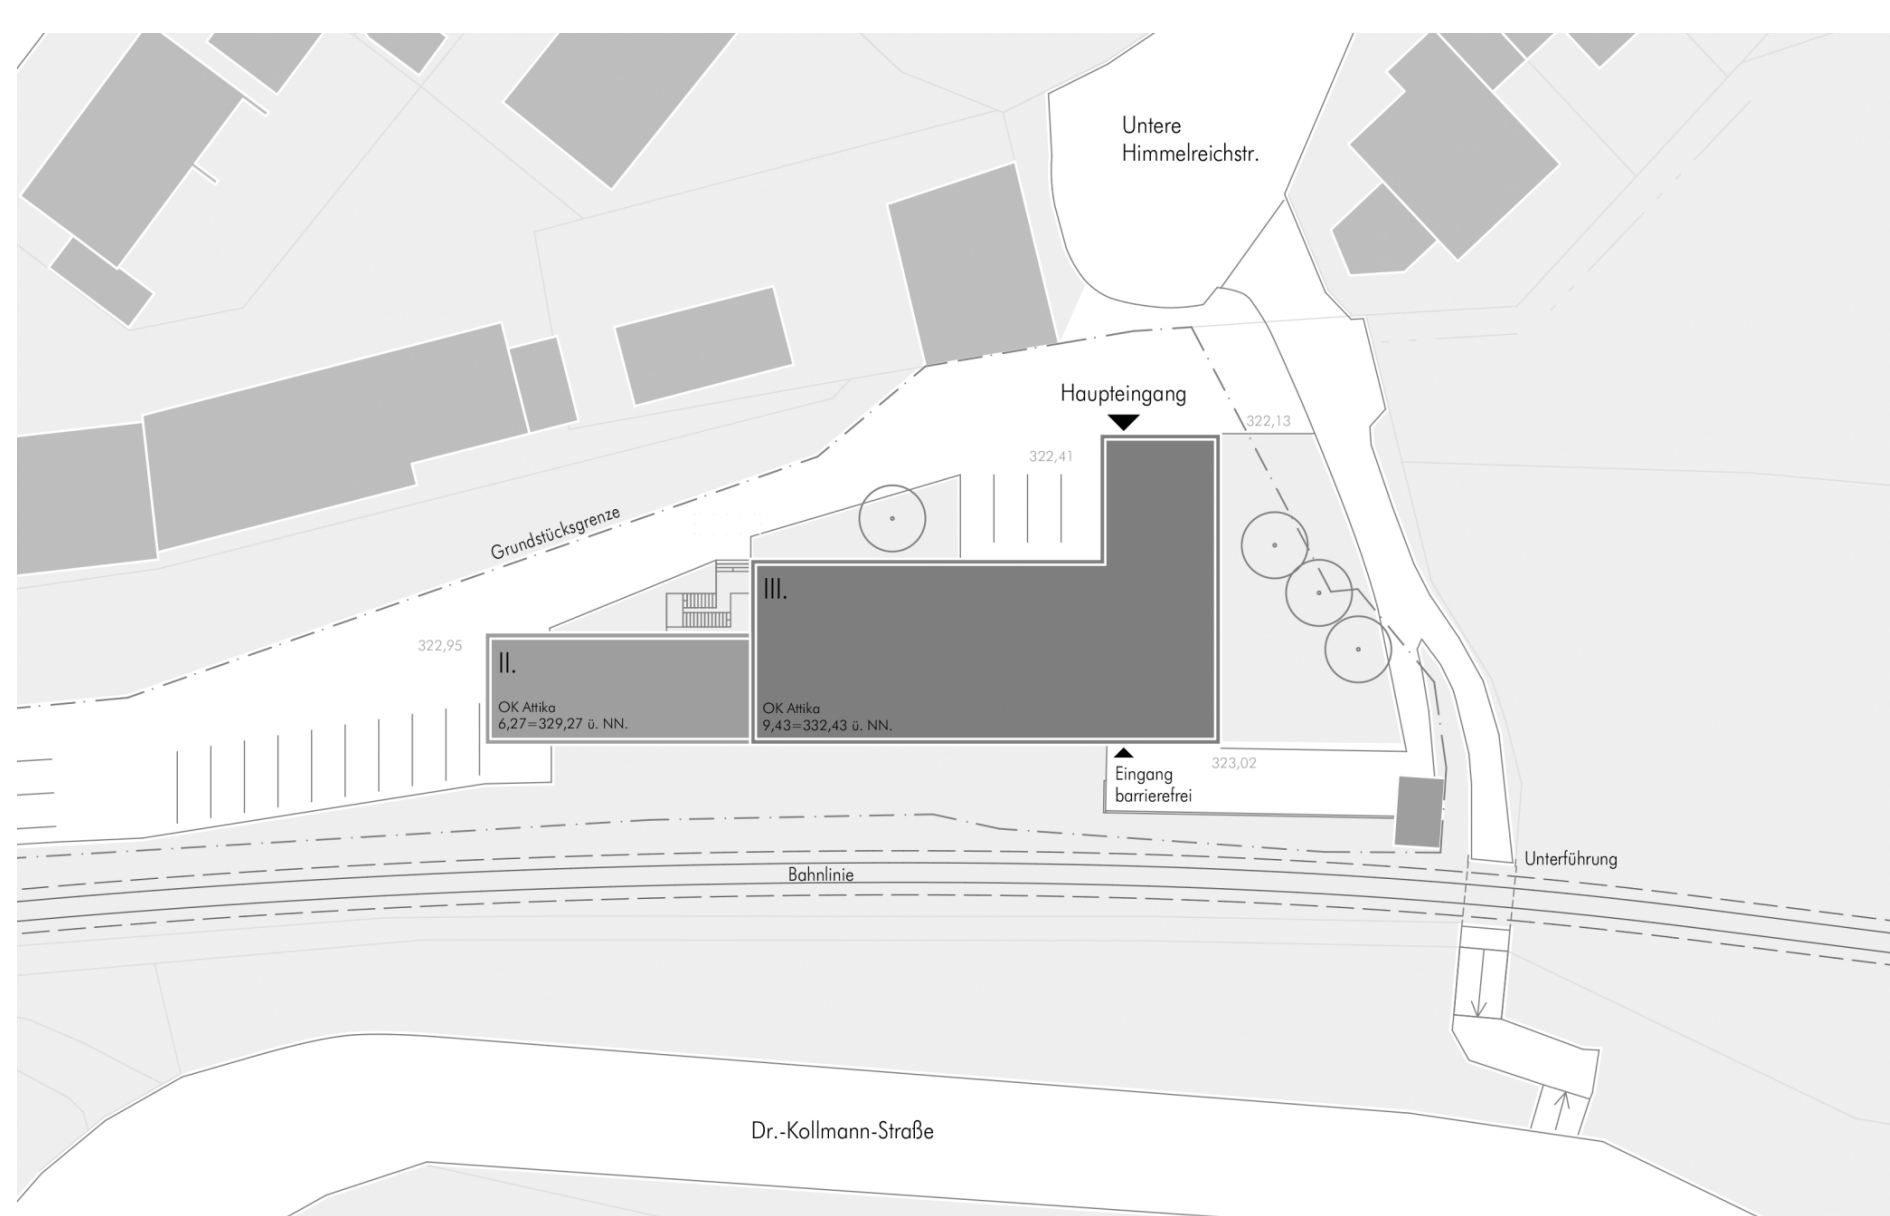 Untere
Himmelreichstr.
Haupteingang
322,13
322,41
Grundstücksgrenze
III.
322,95
II.
OK Attika
6,27=329,27 ü. NN.
OK Attika
9,43=332,43 ü. NN.
323,02
Eingang
barrierefrei
Unterführung
Bahnlinie
Dr.-Kollmann-Straße